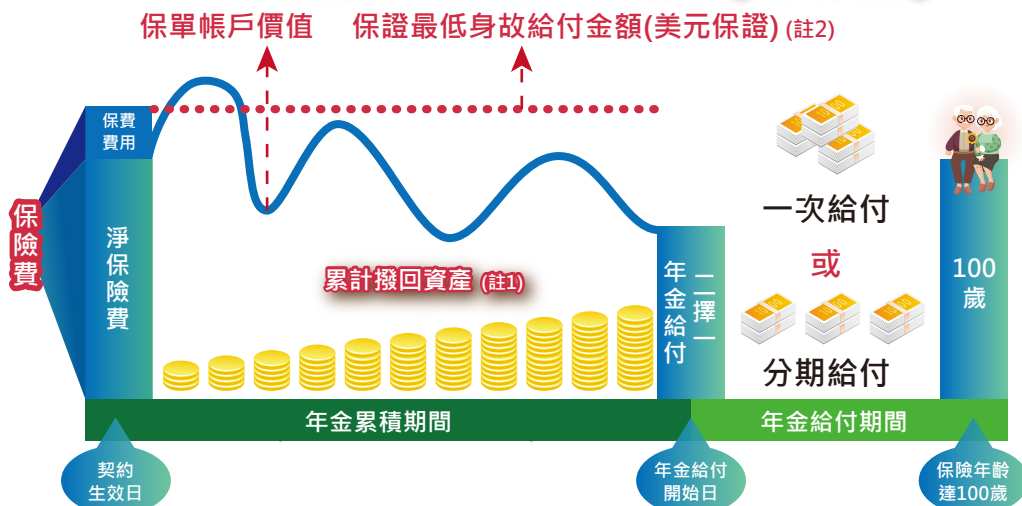 保單帳戶價值
保證最低身故給付金額(美元保證) (註2)
保費
費用
保險費
淨保險費
累計撥回資產 (註1)
年金給付
二擇一
一次給付
或
分期給付
100
歲
年金累積期間
年金給付期間
契約
生效日
年金給付
開始日
保險年齡
達100歲